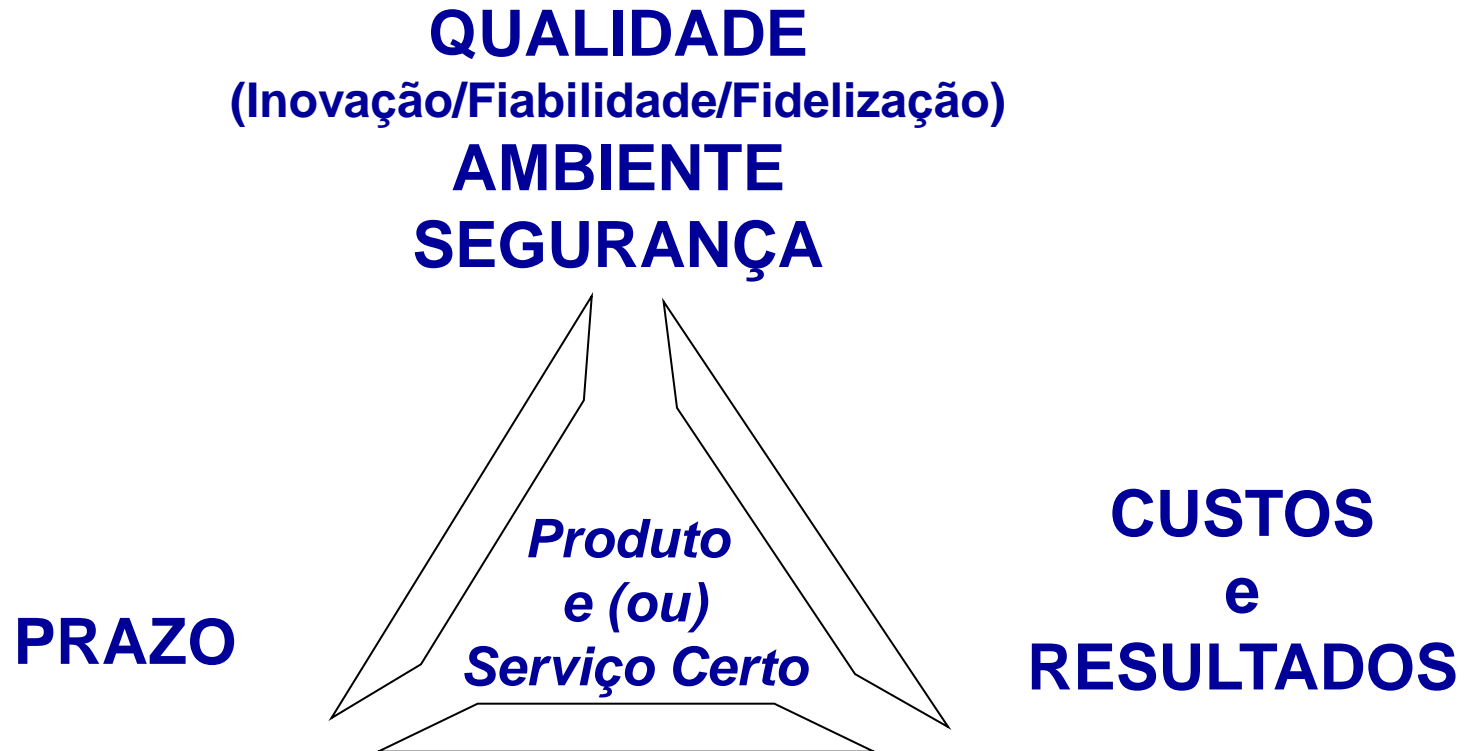 QUALIDADE
(Inovação/Fiabilidade/Fidelização)
AMBIENTE
SEGURANÇA
Produto
e (ou)
Serviço Certo
PRAZO
CUSTOS
e
RESULTADOS